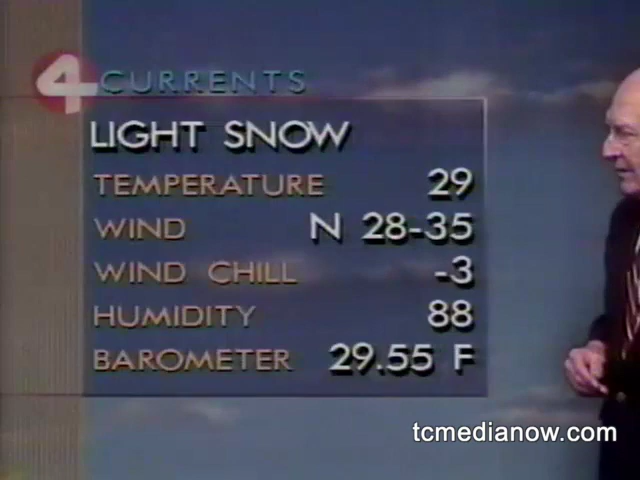 4 CURRENTS
LIGHT SNOW
TEMPERATURE 29
WIND N 28-35
WIND CHILL -3
HUMIDITY 88
BAROMETER 29.55 F
tcmedianow.com